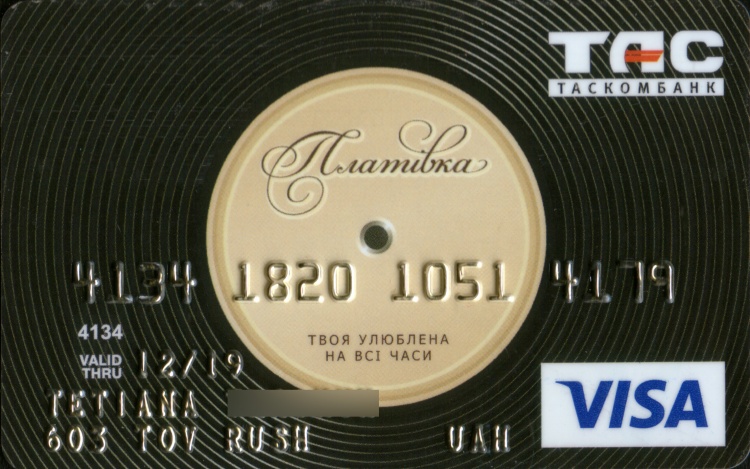 ТАС
ТАСКОМБАНК
Платівка
4134 1820 1051 4179
4134
ТВОЯ УЛЮБЛЕНА
НА ВСІ ЧАСИ
VALID THRU 12/19
TETIANA
603 TOV RUSH UAH
VISA